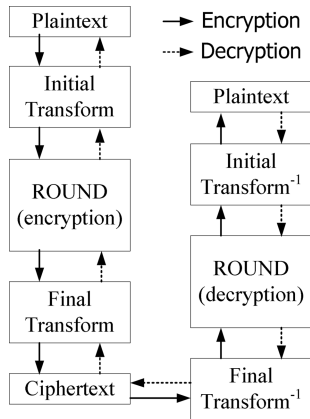 Plaintext
Encryption
Decryption
Initial
Transform
ROUND
(encryption)
Final
Transform
Ciphertext
Plaintext
Initial
Transform⁻¹
ROUND
(decryption)
Final
Transform⁻¹